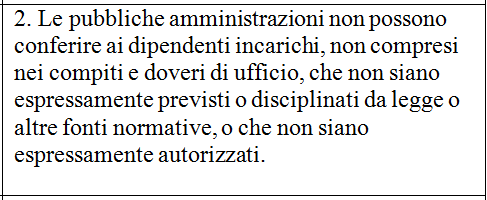 2. Le pubbliche amministrazioni non possono
conferire ai dipendenti incarichi, non compresi
nei compiti e doveri di ufficio, che non siano
espressamente previsti o disciplinati da legge o
altre fonti normative, o che non siano
espressamente autorizzati.